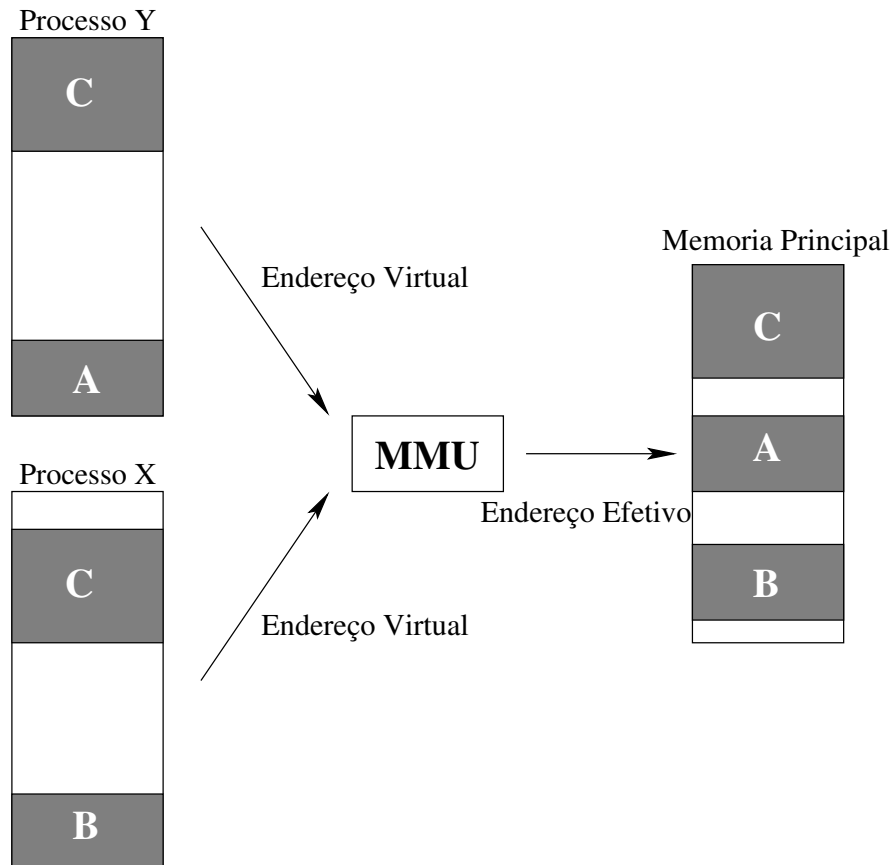 Processo Y
C
A
Endereço Virtual
Memoria Principal
C
A
B
MMU
Endereço Efetivo
Processo X
C
B
Endereço Virtual